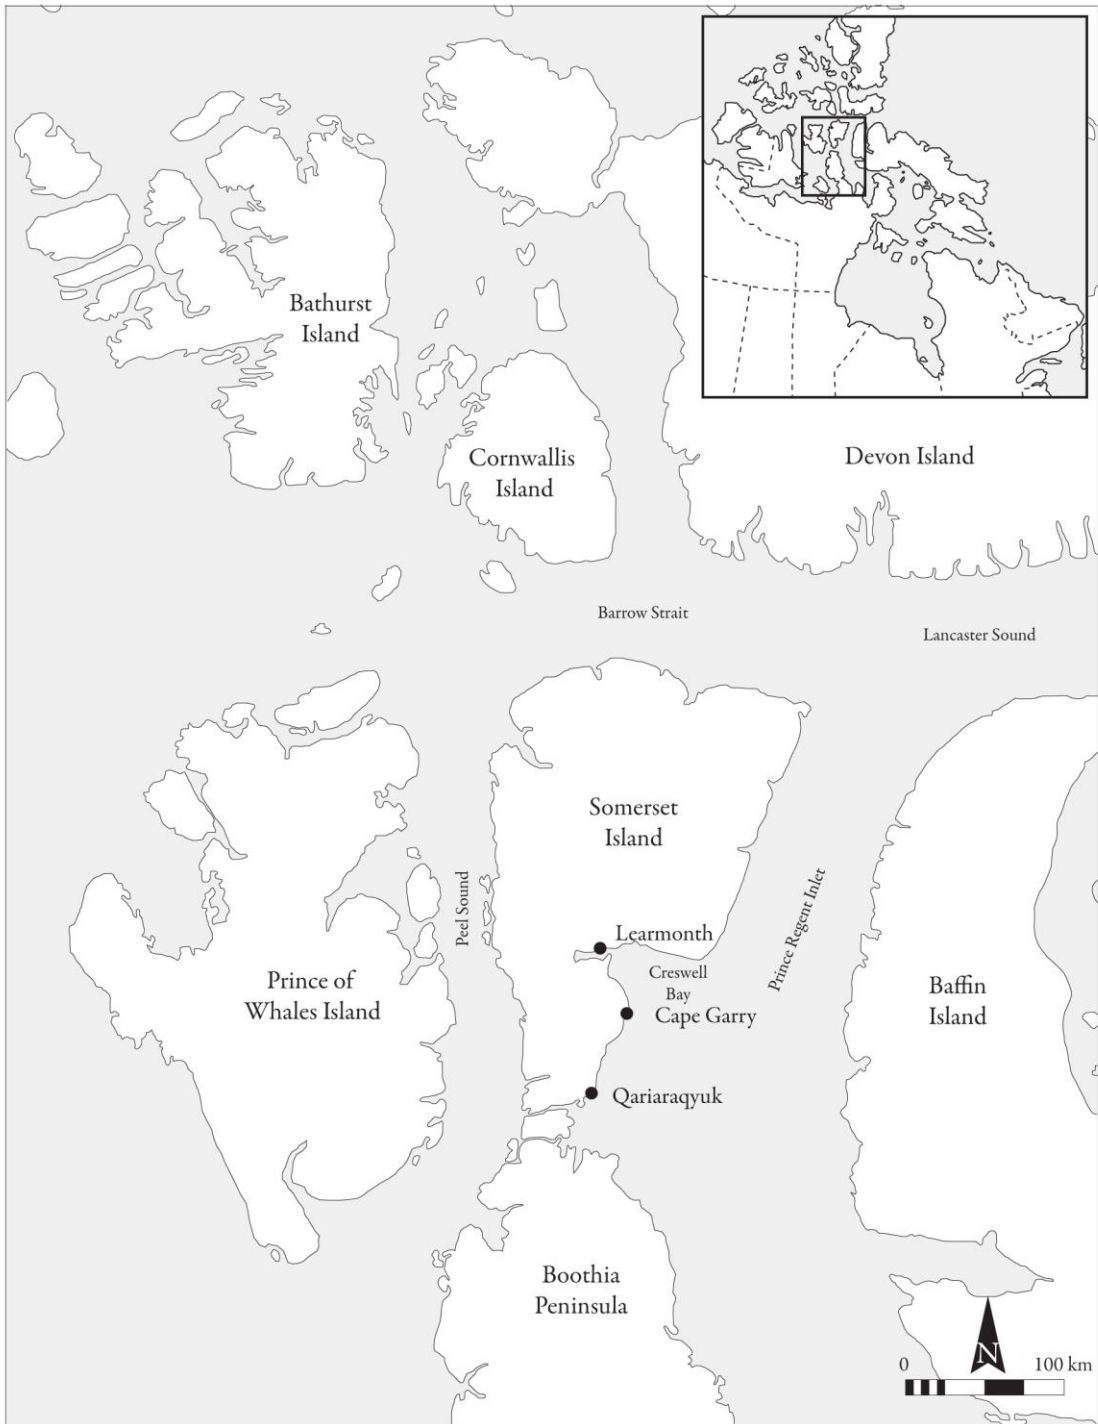 Bathurst
Island
Cornwallis
Island
Devon Island
Barrow Strait
Lancaster Sound
Somerset
Island
Peel Sound
Prince Regent Inlet
Learmonth
Creswell
Bay
Cape Garry
Prince of
Whales Island
Baffin
Island
Qariaraqyuk
Boothia
Peninsula
N
0
100 km